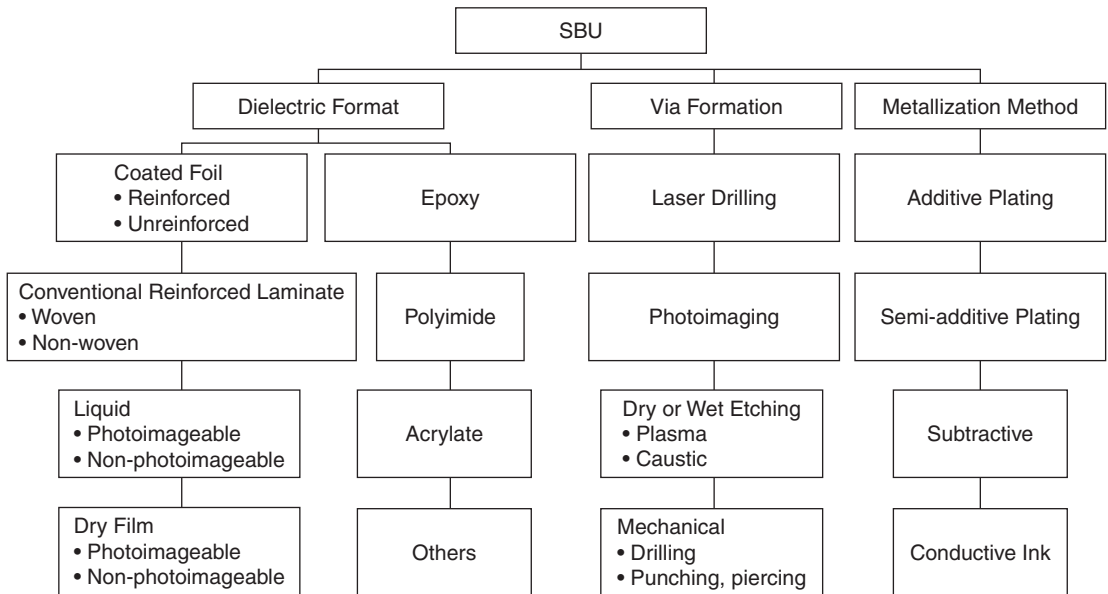 SBU
Dielectric Format
Via Formation
Metallization Method
Coated Foil
• Reinforced
• Unreinforced
Epoxy
Laser Drilling
Additive Plating
Conventional Reinforced Laminate
• Woven
• Non-woven
Polyimide
Photoimaging
Semi-additive Plating
Liquid
• Photoimageable
• Non-photoimageable
Acrylate
Dry or Wet Etching
• Plasma
• Caustic
Subtractive
Dry Film
• Photoimageable
• Non-photoimageable
Others
Mechanical
• Drilling
• Punching, piercing
Conductive Ink